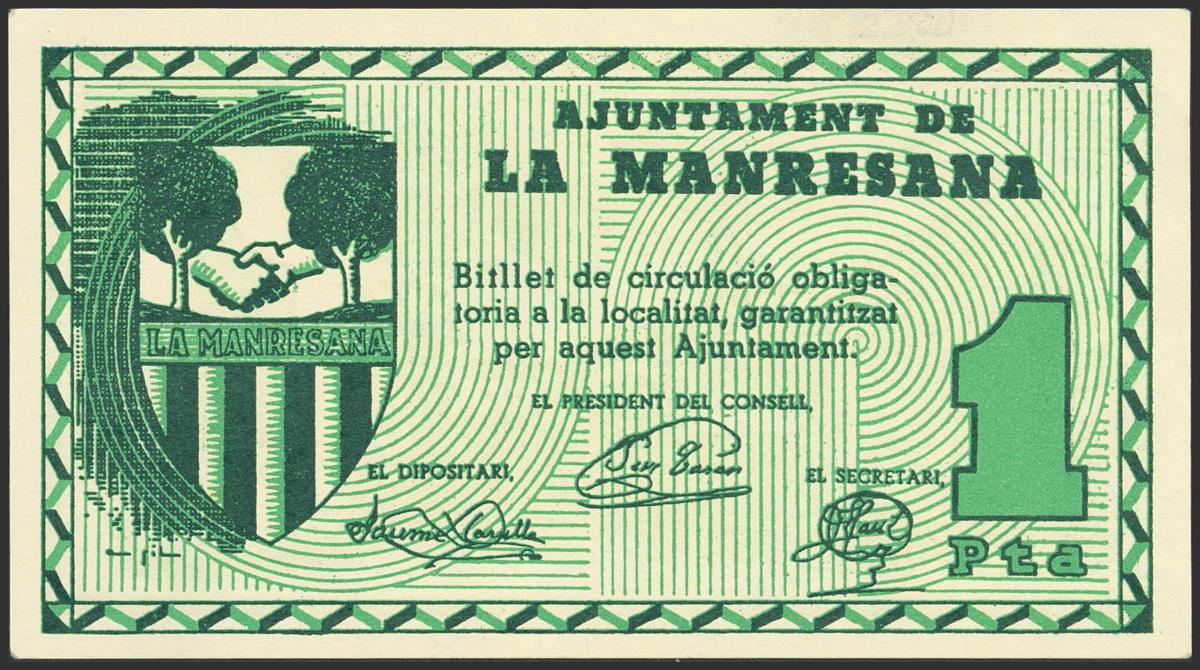 AJUNTAMENT DE
LA MANRESANA
LA MANRESANA
Bitllet de circulació obliga-
toria a la localitat, garantitzat
per aquest Ajuntament.
EL PRESIDENT DEL CONSELL,
EL DIPOSITARI,
EL SECRETARI,
1
Pta